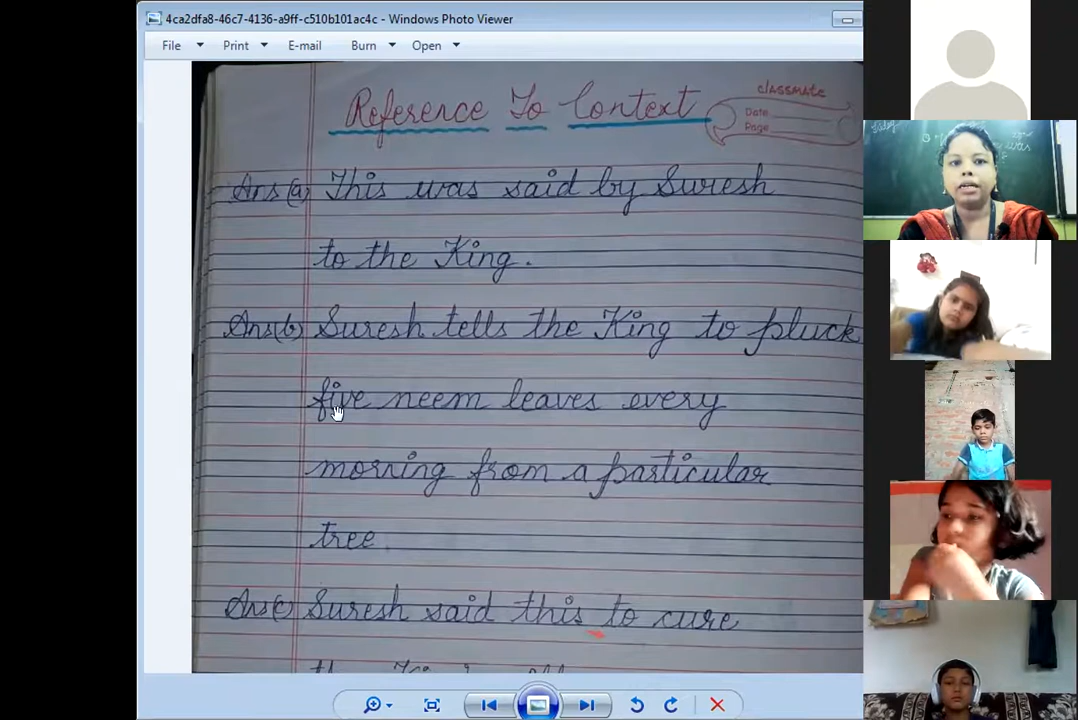 4ca2dfa8-46c7-4136-a9ff-c510b101ac4c - Windows Photo Viewer
File Print E-mail Burn Open
Reference To Context
classmate
Date
Page
Ans (a) This was said by Suresh
to the King.
Ans (b) Suresh tells the King to pluck
five neem leaves every
morning from a particular
tree.
Ans (c) Suresh said this to cure
was